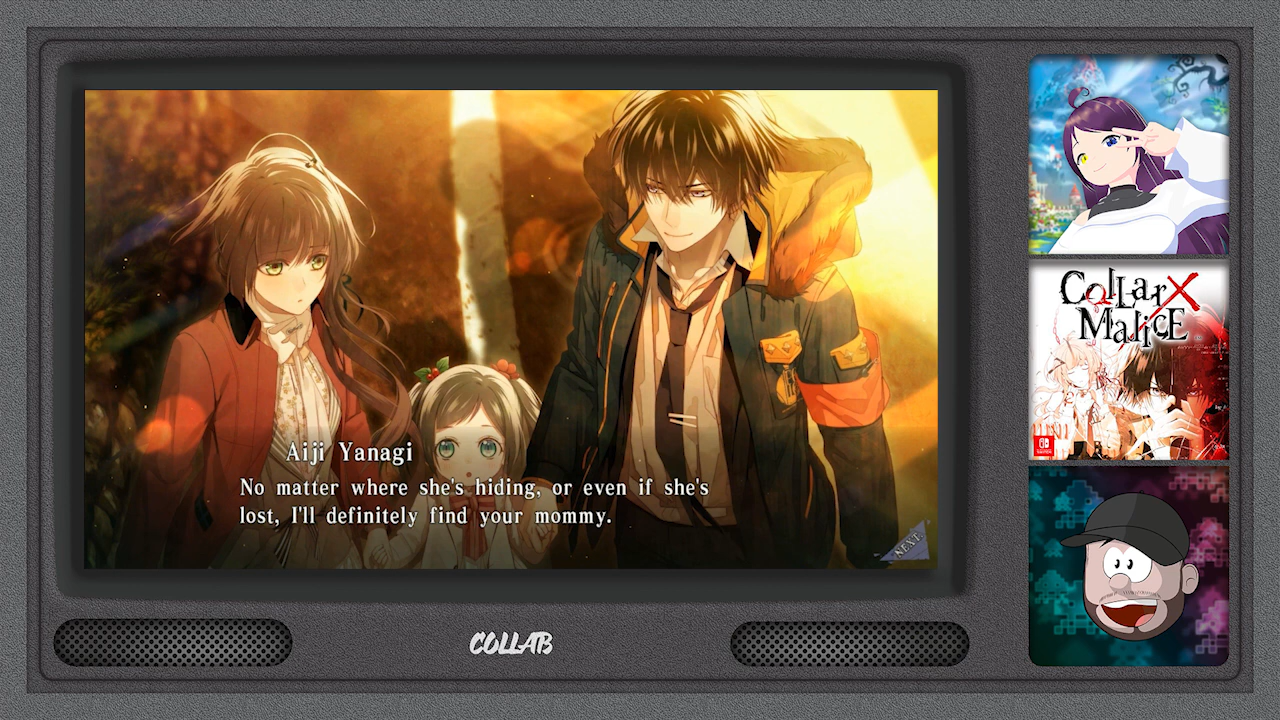 Aiji Yanagi
No matter where she's hiding, or even if she's
lost, I'll definitely find your mommy.
NEXT
COLLAB
Collar X
Malice